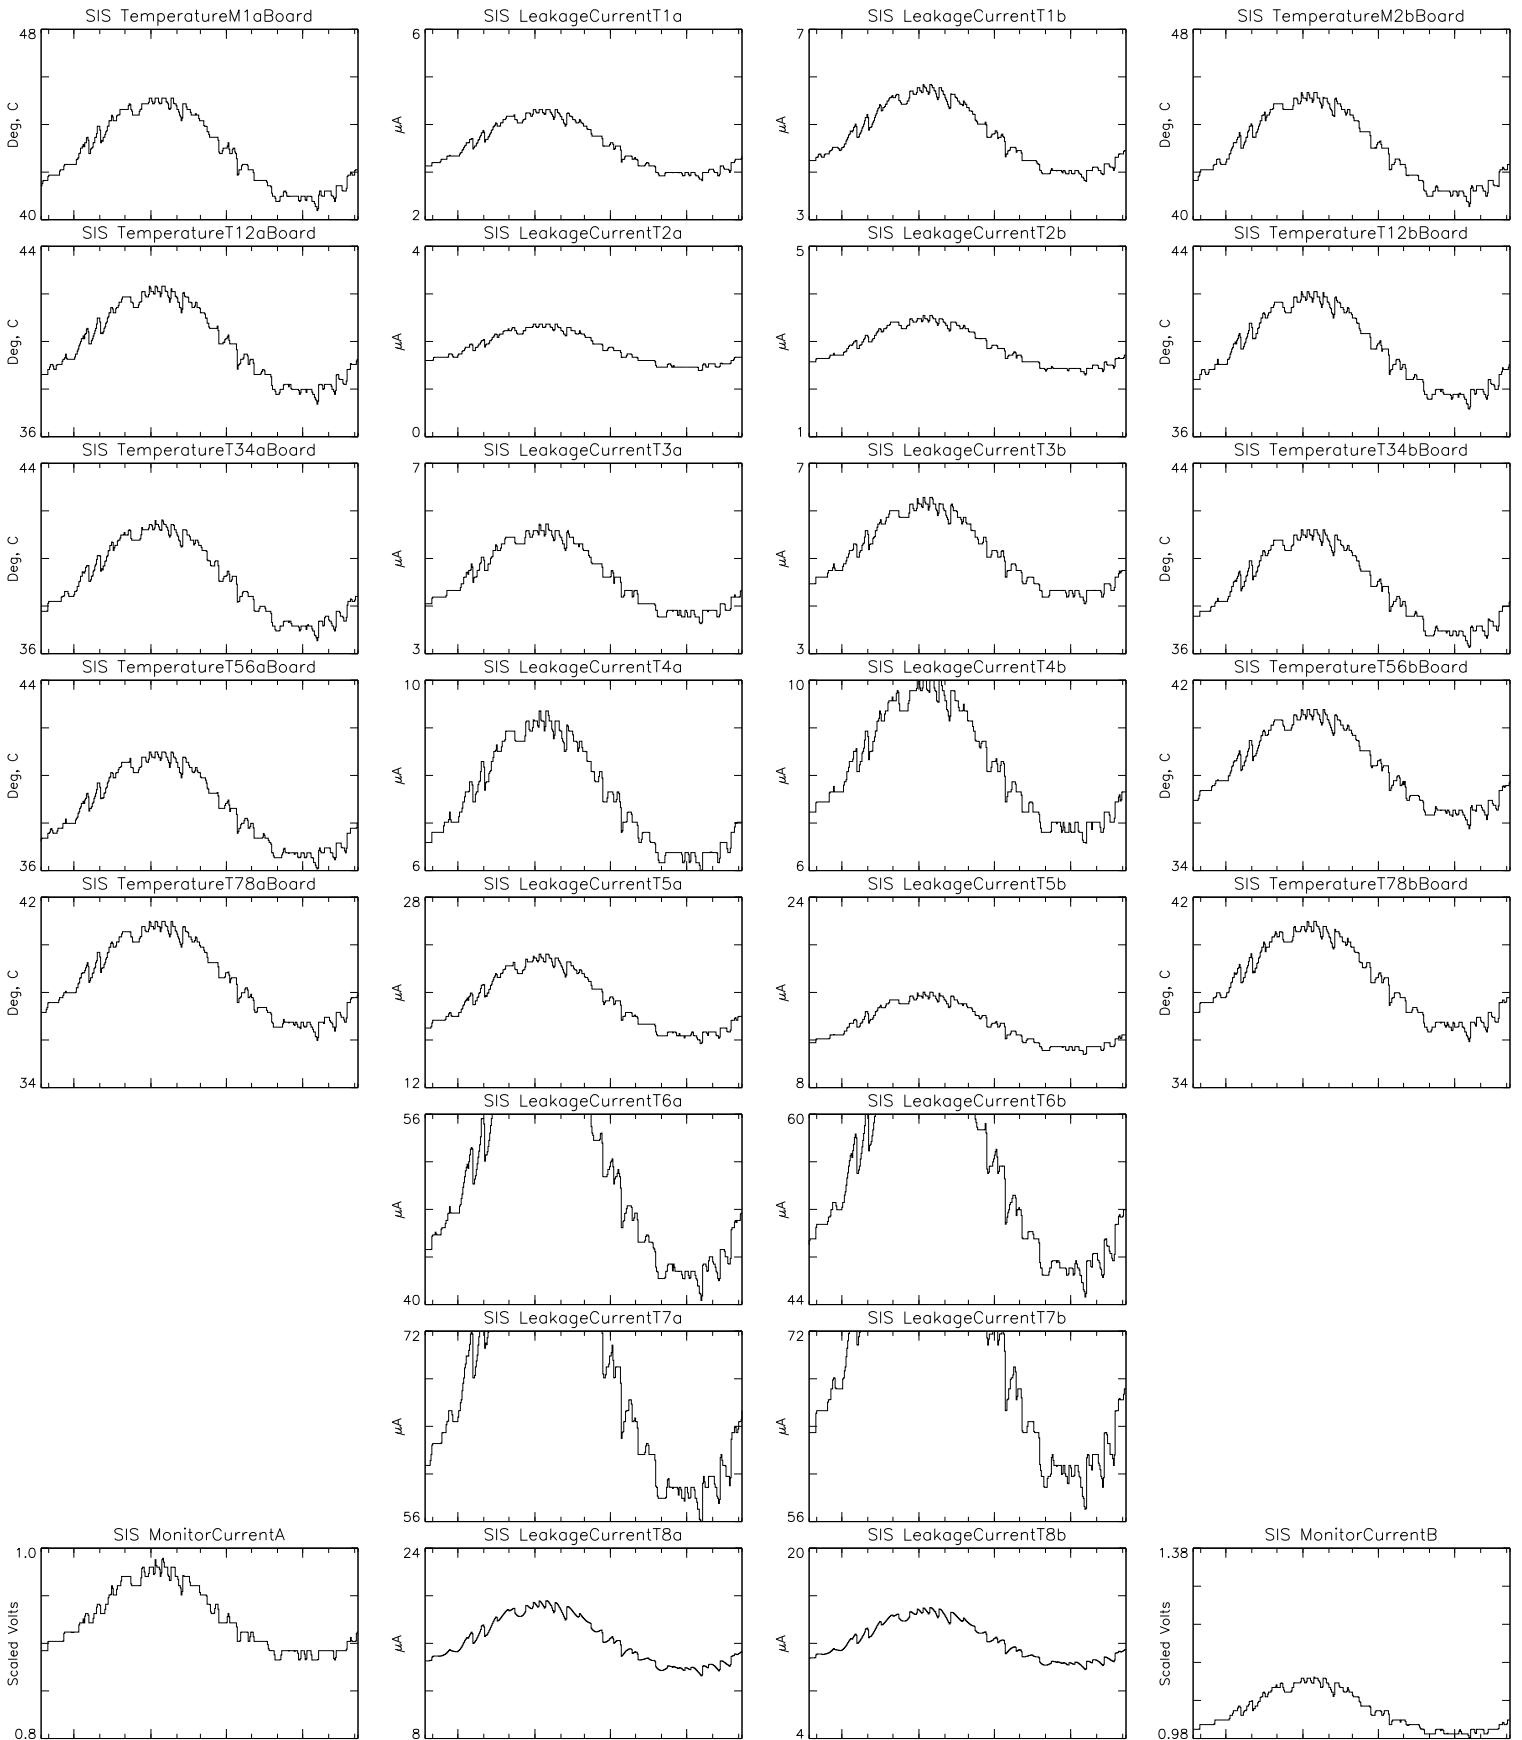 SIS TemperatureM1aBoard
48
Deg, C
40
SIS LeakageCurrentT1a
6
μA
2
SIS LeakageCurrentT1b
7
μA
3
SIS TemperatureM2bBoard
48
Deg, C
40
SIS TemperatureT12aBoard
44
Deg, C
36
SIS LeakageCurrentT2a
4
μA
0
SIS LeakageCurrentT2b
5
μA
1
SIS TemperatureT12bBoard
44
Deg, C
36
SIS TemperatureT34aBoard
44
Deg, C
36
SIS LeakageCurrentT3a
7
μA
3
SIS LeakageCurrentT3b
7
μA
3
SIS TemperatureT34bBoard
44
Deg, C
36
SIS TemperatureT56aBoard
44
Deg, C
36
SIS LeakageCurrentT4a
10
μA
6
SIS LeakageCurrentT4b
10
μA
6
SIS TemperatureT56bBoard
42
Deg, C
34
SIS TemperatureT78aBoard
42
Deg, C
34
SIS LeakageCurrentT5a
28
μA
12
SIS LeakageCurrentT5b
24
μA
8
SIS TemperatureT78bBoard
42
Deg, C
34
SIS LeakageCurrentT6a
56
μA
40
SIS LeakageCurrentT6b
60
μA
44
SIS LeakageCurrentT7a
72
μA
56
SIS LeakageCurrentT7b
72
μA
56
SIS MonitorCurrentA
1.0
Scaled Volts
0.8
SIS LeakageCurrentT8a
24
μA
8
SIS LeakageCurrentT8b
20
μA
4
SIS MonitorCurrentB
1.38
Scaled Volts
0.98